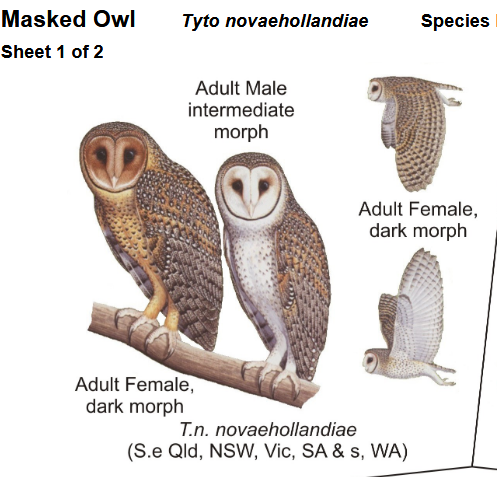 Masked Owl Tyto novaehollandiae Species
Sheet 1 of 2
Adult Male
intermediate
morph
Adult Female,
dark morph
Adult Female,
dark morph
T.n. novaehollandiae
(S.e Qld, NSW, Vic, SA & s, WA)